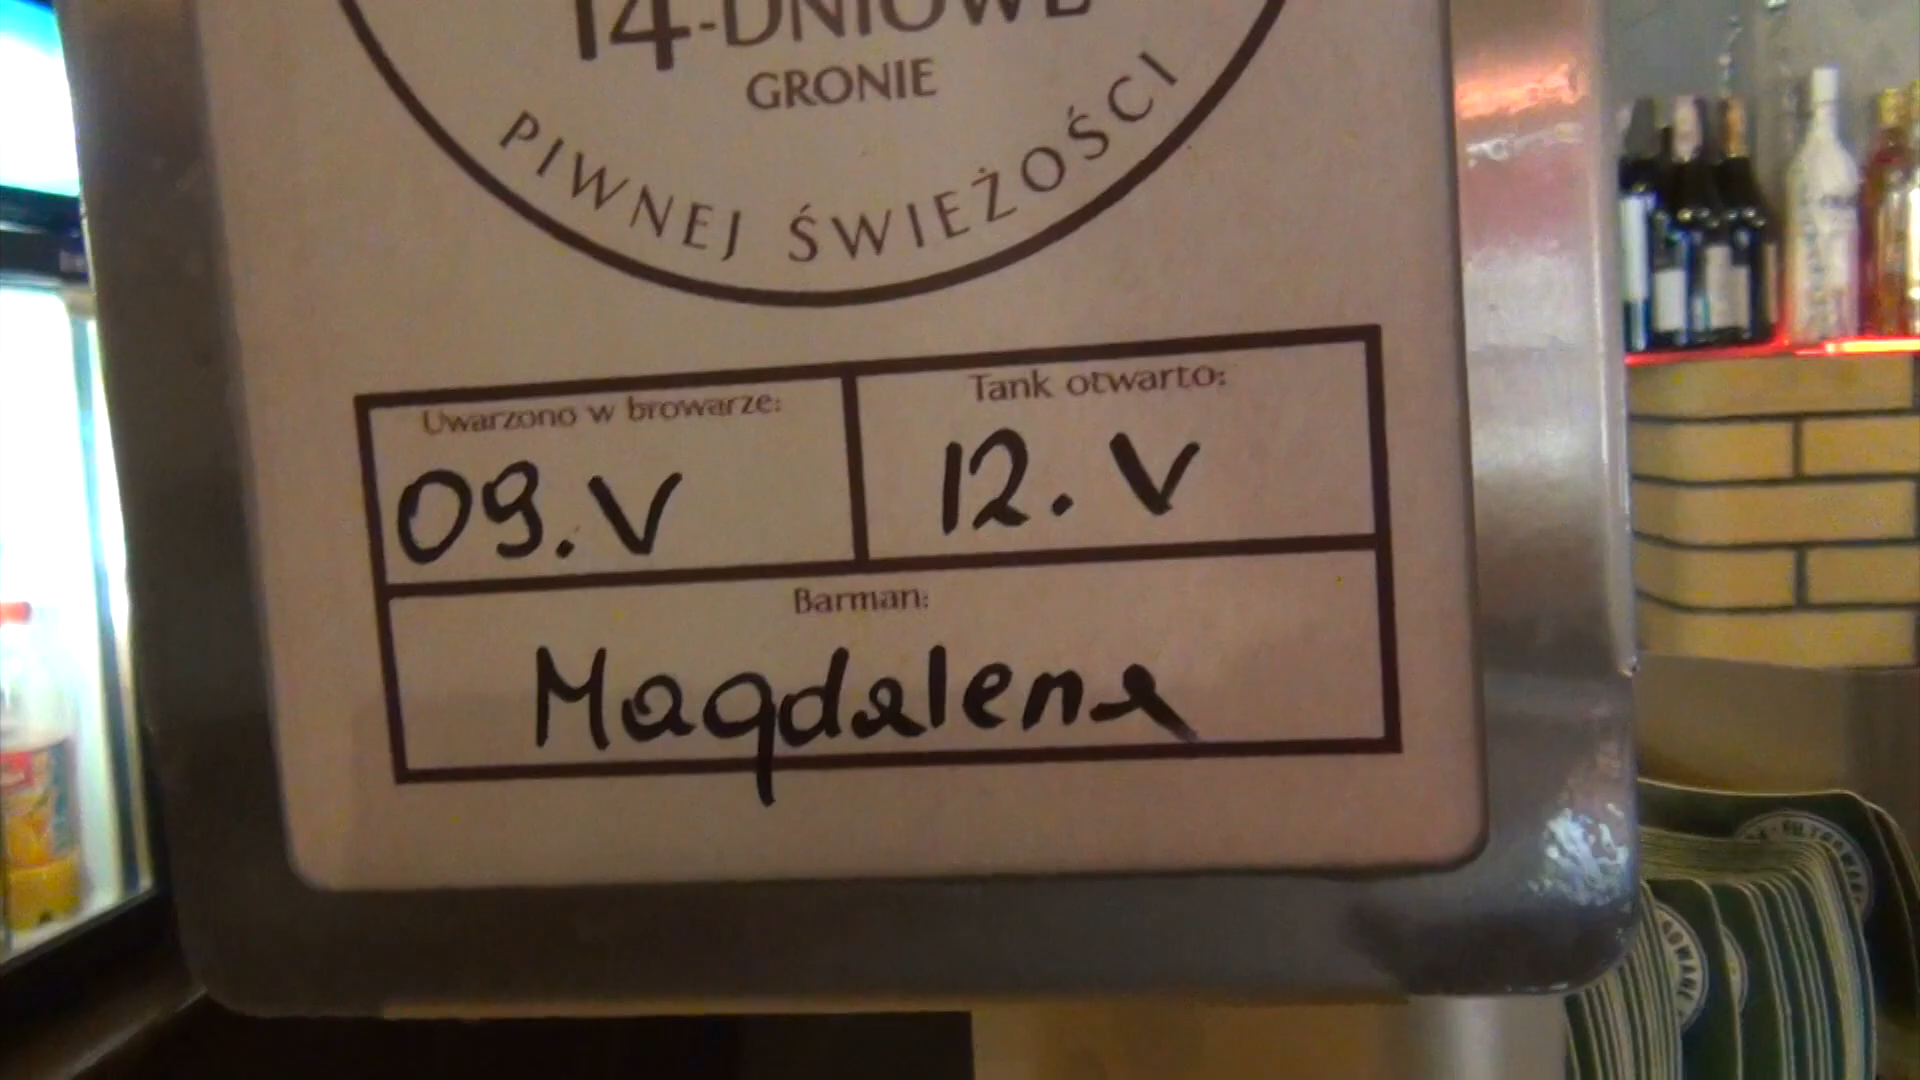 14-DNIOWE
GRONIE
PIWNEJ ŚWIEŻOŚCI
Uwarzono w browarze:
Tank otwarto:
09.V
12. V
Barman:
Magdalena